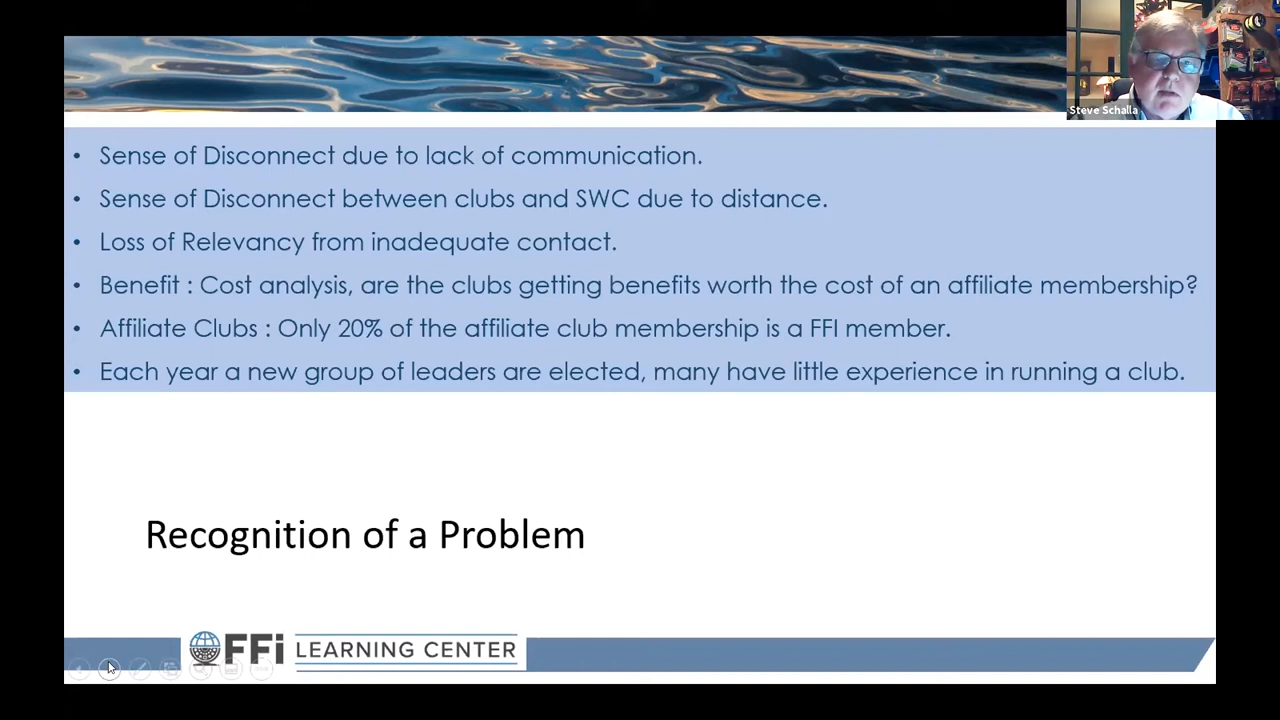 Steve Schalla
• Sense of Disconnect due to lack of communication.
• Sense of Disconnect between clubs and SWC due to distance.
• Loss of Relevancy from inadequate contact.
• Benefit : Cost analysis, are the clubs getting benefits worth the cost of an affiliate membership?
• Affiliate Clubs : Only 20% of the affiliate club membership is a FFI member.
• Each year a new group of leaders are elected, many have little experience in running a club.
Recognition of a Problem
FFi LEARNING CENTER